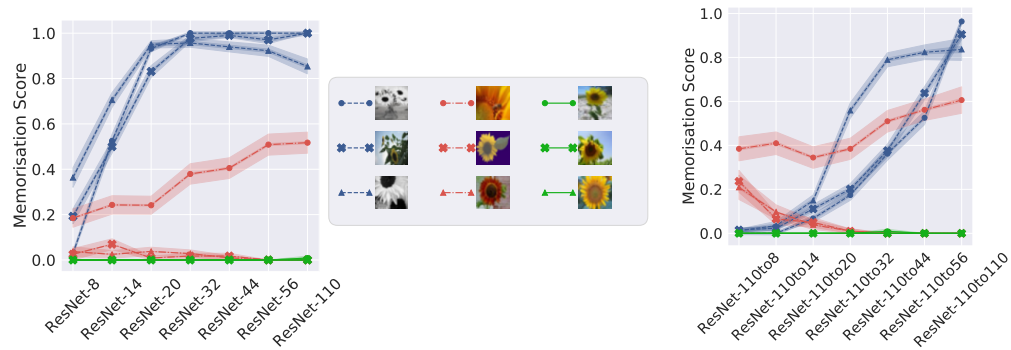 Memorisation Score
1.0
0.8
0.6
0.4
0.2
0.0
ResNet-8
ResNet-14
ResNet-20
ResNet-32
ResNet-44
ResNet-56
ResNet-110
Memorisation Score
1.0
0.8
0.6
0.4
0.2
0.0
ResNet-110to8
ResNet-110to14
ResNet-110to20
ResNet-110to32
ResNet-110to44
ResNet-110to56
ResNet-110to110